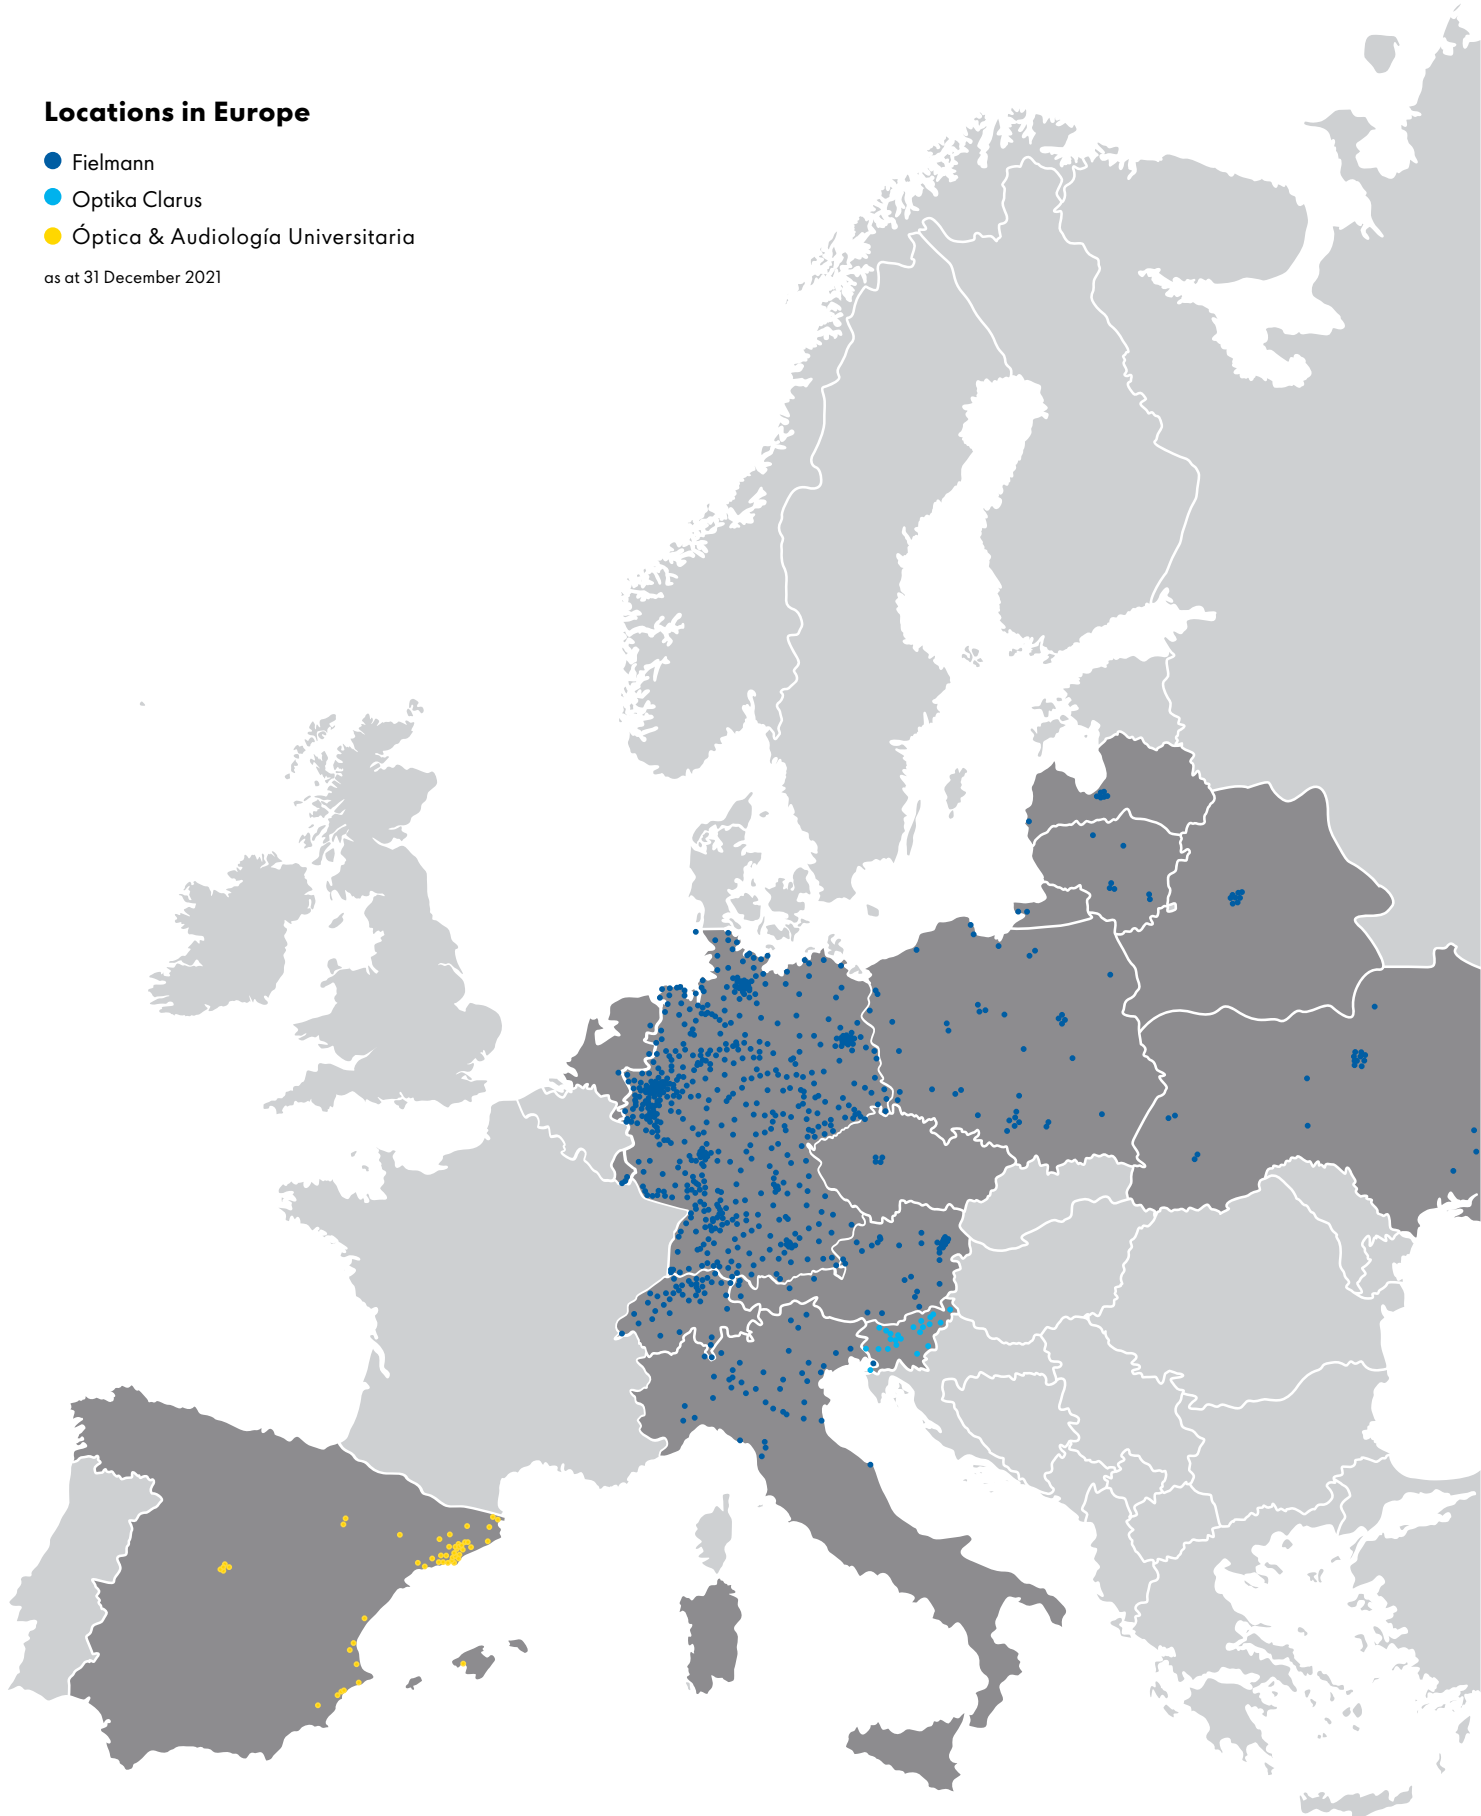 Locations in Europe
Fielmann
Optika Clarus
Óptica & Audiología Universitaria
as at 31 December 2021